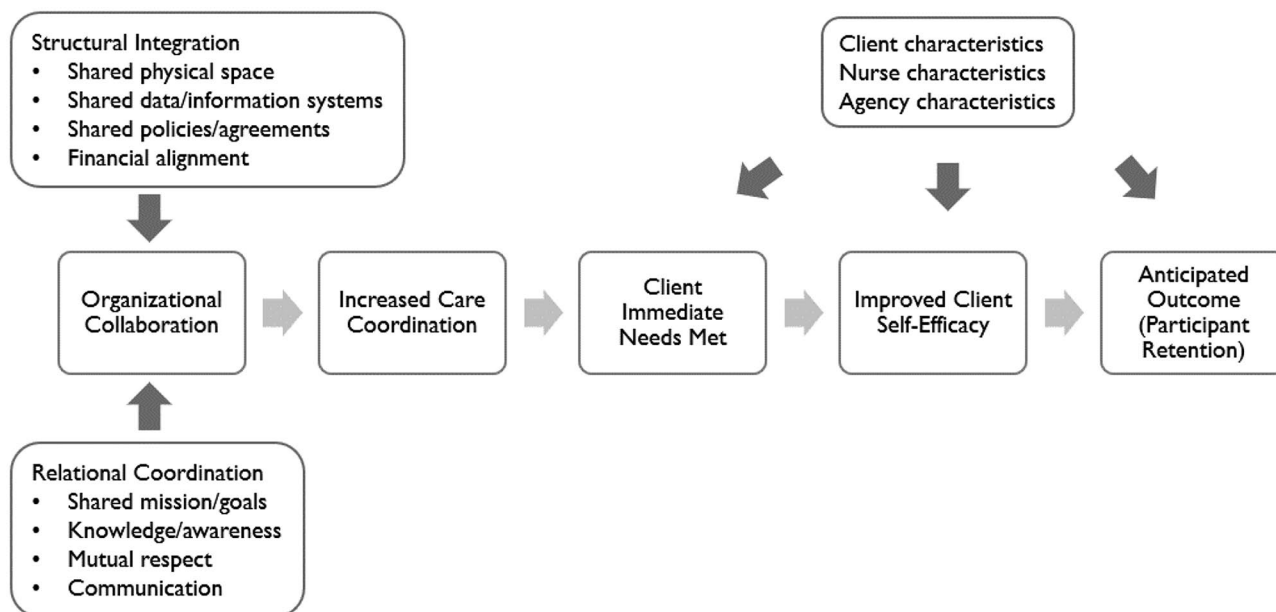 Structural Integration
• Shared physical space
• Shared data/information systems
• Shared policies/agreements
• Financial alignment
Client characteristics
Nurse characteristics
Agency characteristics
Organizational
Collaboration
Increased Care
Coordination
Client
Immediate
Needs Met
Improved Client
Self-Efficacy
Anticipated
Outcome
(Participant
Retention)
Relational Coordination
• Shared mission/goals
• Knowledge/awareness
• Mutual respect
• Communication